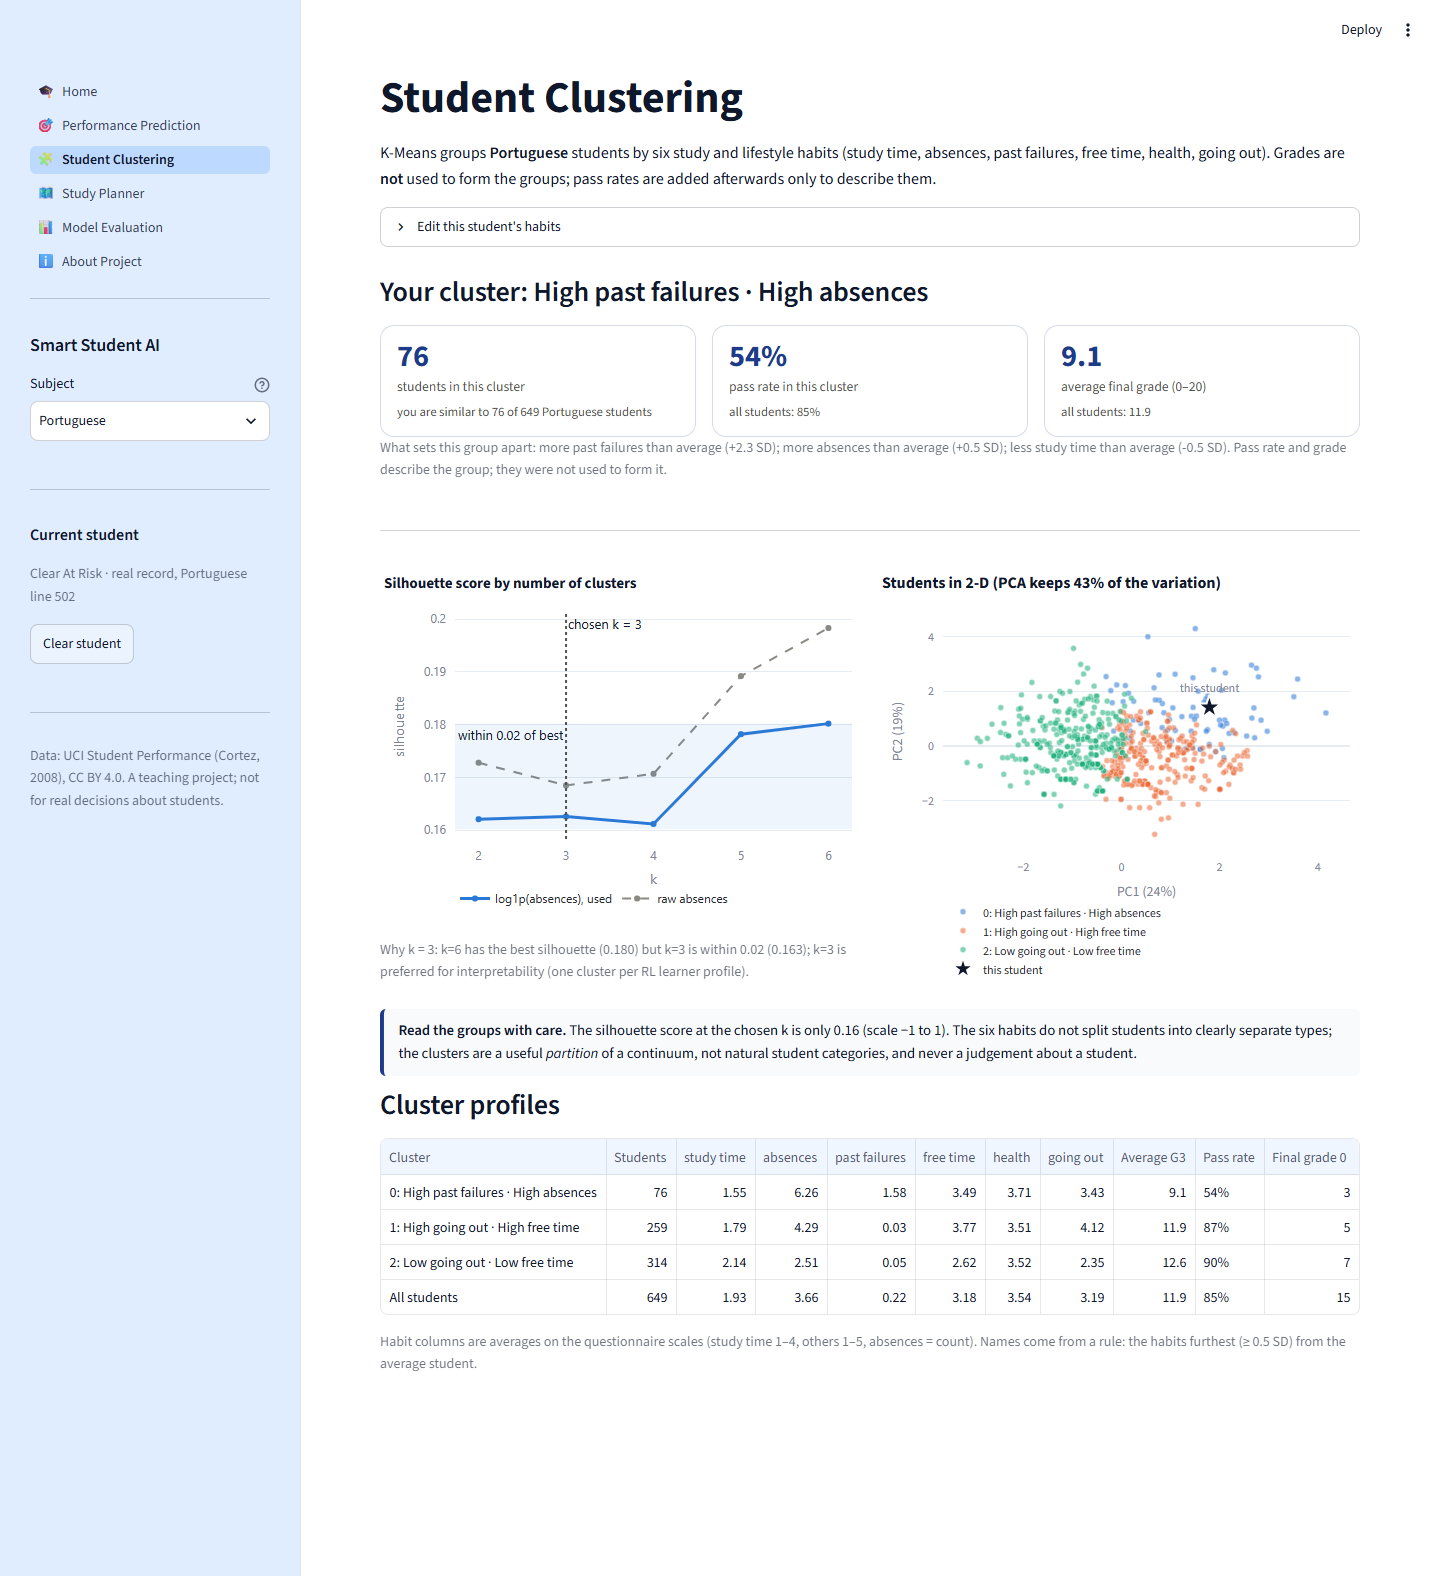 Deploy
Home
Performance Prediction
Student Clustering
Study Planner
Model Evaluation
About Project
Smart Student AI
Subject
Portuguese
Current student
Clear At Risk · real record, Portuguese
line 502
Clear student
Data: UCI Student Performance (Cortez,
2008), CC BY 4.0. A teaching project; not
for real decisions about students.
Student Clustering
K-Means groups Portuguese students by six study and lifestyle habits (study time, absences, past failures, free time, health, going out). Grades are
not used to form the groups; pass rates are added afterwards only to describe them.
Edit this student's habits
Your cluster: High past failures · High absences
76
students in this cluster
you are similar to 76 of 649 Portuguese students
54%
pass rate in this cluster
all students: 85%
9.1
average final grade (0–20)
all students: 11.9
What sets this group apart: more past failures than average (+2.3 SD); more absences than average (+0.5 SD); less study time than average (-0.5 SD). Pass rate and grade
describe the group; they were not used to form it.
Silhouette score by number of clusters
0.2
0.19
0.18
0.17
0.16
silhouette
chosen k = 3
within 0.02 of best
2 3 4 5 6
k
log1p(absences), used raw absences
Why k = 3: k=6 has the best silhouette (0.180) but k=3 is within 0.02 (0.163); k=3 is
preferred for interpretability (one cluster per RL learner profile).
Students in 2-D (PCA keeps 43% of the variation)
4
2
0
−2
PC2 (19%)
this student
−2 0 2 4
PC1 (24%)
0: High past failures · High absences
1: High going out · High free time
2: Low going out · Low free time
this student
Read the groups with care. The silhouette score at the chosen k is only 0.16 (scale −1 to 1). The six habits do not split students into clearly separate types;
the clusters are a useful partition of a continuum, not natural student categories, and never a judgement about a student.
Cluster profiles
Cluster Students study time absences past failures free time health going out Average G3 Pass rate Final grade 0
0: High past failures · High absences 76 1.55 6.26 1.58 3.49 3.71 3.43 9.1 54% 3
1: High going out · High free time 259 1.79 4.29 0.03 3.77 3.51 4.12 11.9 87% 5
2: Low going out · Low free time 314 2.14 2.51 0.05 2.62 3.52 2.35 12.6 90% 7
All students 649 1.93 3.66 0.22 3.18 3.54 3.19 11.9 85% 15
Habit columns are averages on the questionnaire scales (study time 1–4, others 1–5, absences = count). Names come from a rule: the habits furthest (≥ 0.5 SD) from the
average student.